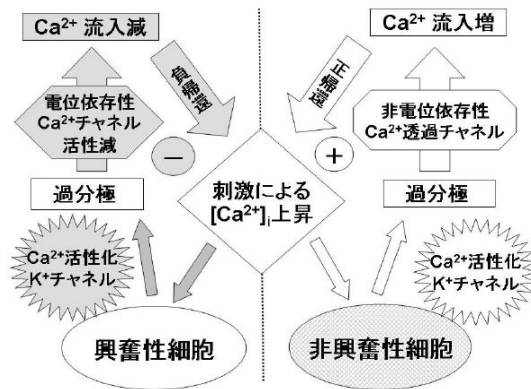 Ca²⁺ 流入減
負帰還
電位依存性
Ca²⁺チャネル
活性減
−
過分極
Ca²⁺活性化
K⁺チャネル
興奮性細胞
刺激による
[Ca²⁺]ᵢ上昇
Ca²⁺ 流入増
正帰還
非電位依存性
Ca²⁺透過チャネル
+
過分極
Ca²⁺活性化
K⁺チャネル
非興奮性細胞